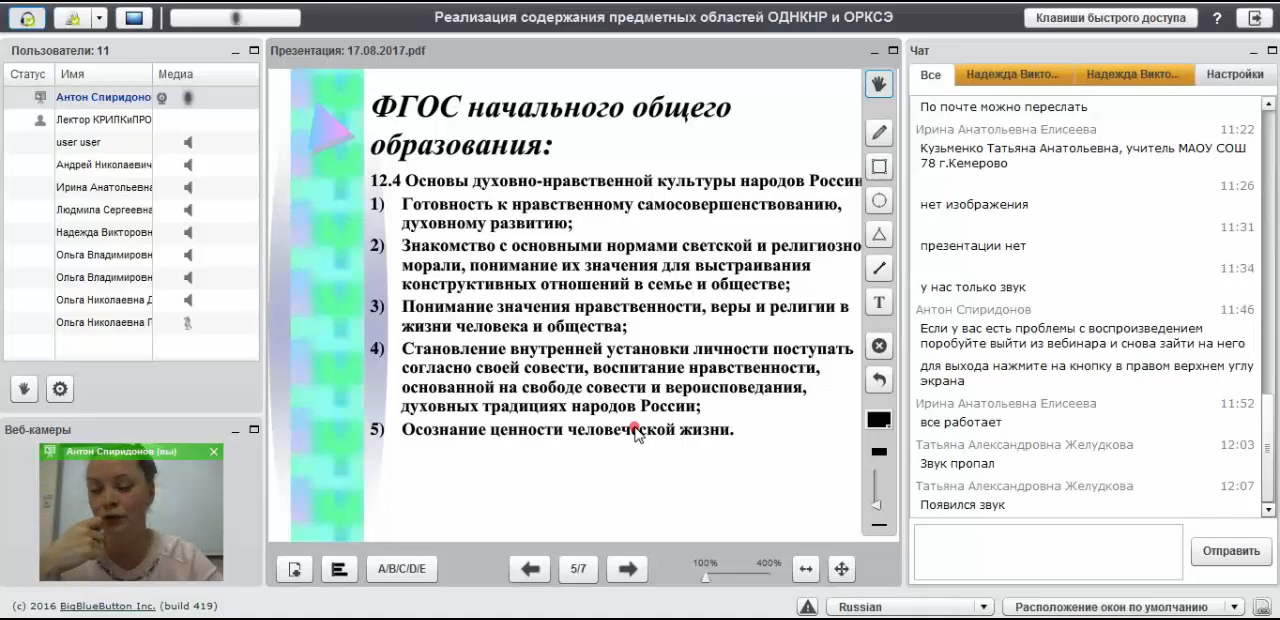 Реализация содержания предметных областей ОДНКНР и ОРКСЭ
Клавиши быстрого доступа
?
Пользователи: 11
Статус Имя Медиа
Антон Спиридоно
Лектор КРИПКиПРО
user user
Андрей Николаевич
Ирина Анатольевна
Людмила Сергеевна
Надежда Викторовн
Ольга Владимировн
Ольга Владимировн
Ольга Николаевна Д
Ольга Николаевна Г
Веб-камеры
Антон Спиридонов (вы)
Презентация: 17.08.2017.pdf
ФГОС начального общего
образования:
12.4 Основы духовно-нравственной культуры народов России
1) Готовность к нравственному самосовершенствованию,
духовному развитию;
2) Знакомство с основными нормами светской и религиозно
морали, понимание их значения для выстраивания
конструктивных отношений в семье и обществе;
3) Понимание значения нравственности, веры и религии в
жизни человека и общества;
4) Становление внутренней установки личности поступать
согласно своей совести, воспитание нравственности,
основанной на свободе совести и вероисповедания,
духовных традициях народов России;
5) Осознание ценности человеческой жизни.
T
A/B/C/D/E
5/7
100% 400%
Чат
Все Надежда Викто... Надежда Викто... Настройки
По почте можно переслать
Ирина Анатольевна Елисеева 11:22
Кузьменко Татьяна Анатольевна, учитель МАОУ СОШ
78 г.Кемерово
11:26
нет изображения
11:31
презентации нет
11:34
у нас только звук
Антон Спиридонов 11:46
Если у вас есть проблемы с воспроизведением
поробуйте выйти из вебинара и снова зайти на него
для выхода нажмите на кнопку в правом верхнем углу
экрана
Ирина Анатольевна Елисеева 11:52
все работает
Татьяна Александровна Желудкова 12:03
Звук пропал
Татьяна Александровна Желудкова 12:07
Появился звук
Отправить
(c) 2016 BigBlueButton Inc. (build 419)
Russian
Расположение окон по умолчанию